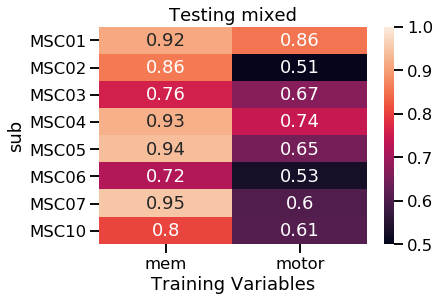 Testing mixed
MSC01 0.92 0.86
MSC02 0.86 0.51
MSC03 0.76 0.67
MSC04 0.93 0.74
MSC05 0.94 0.65
MSC06 0.72 0.53
MSC07 0.95 0.6
MSC10 0.8 0.61
sub
mem motor
Training Variables
1.0
0.9
0.8
0.7
0.6
0.5